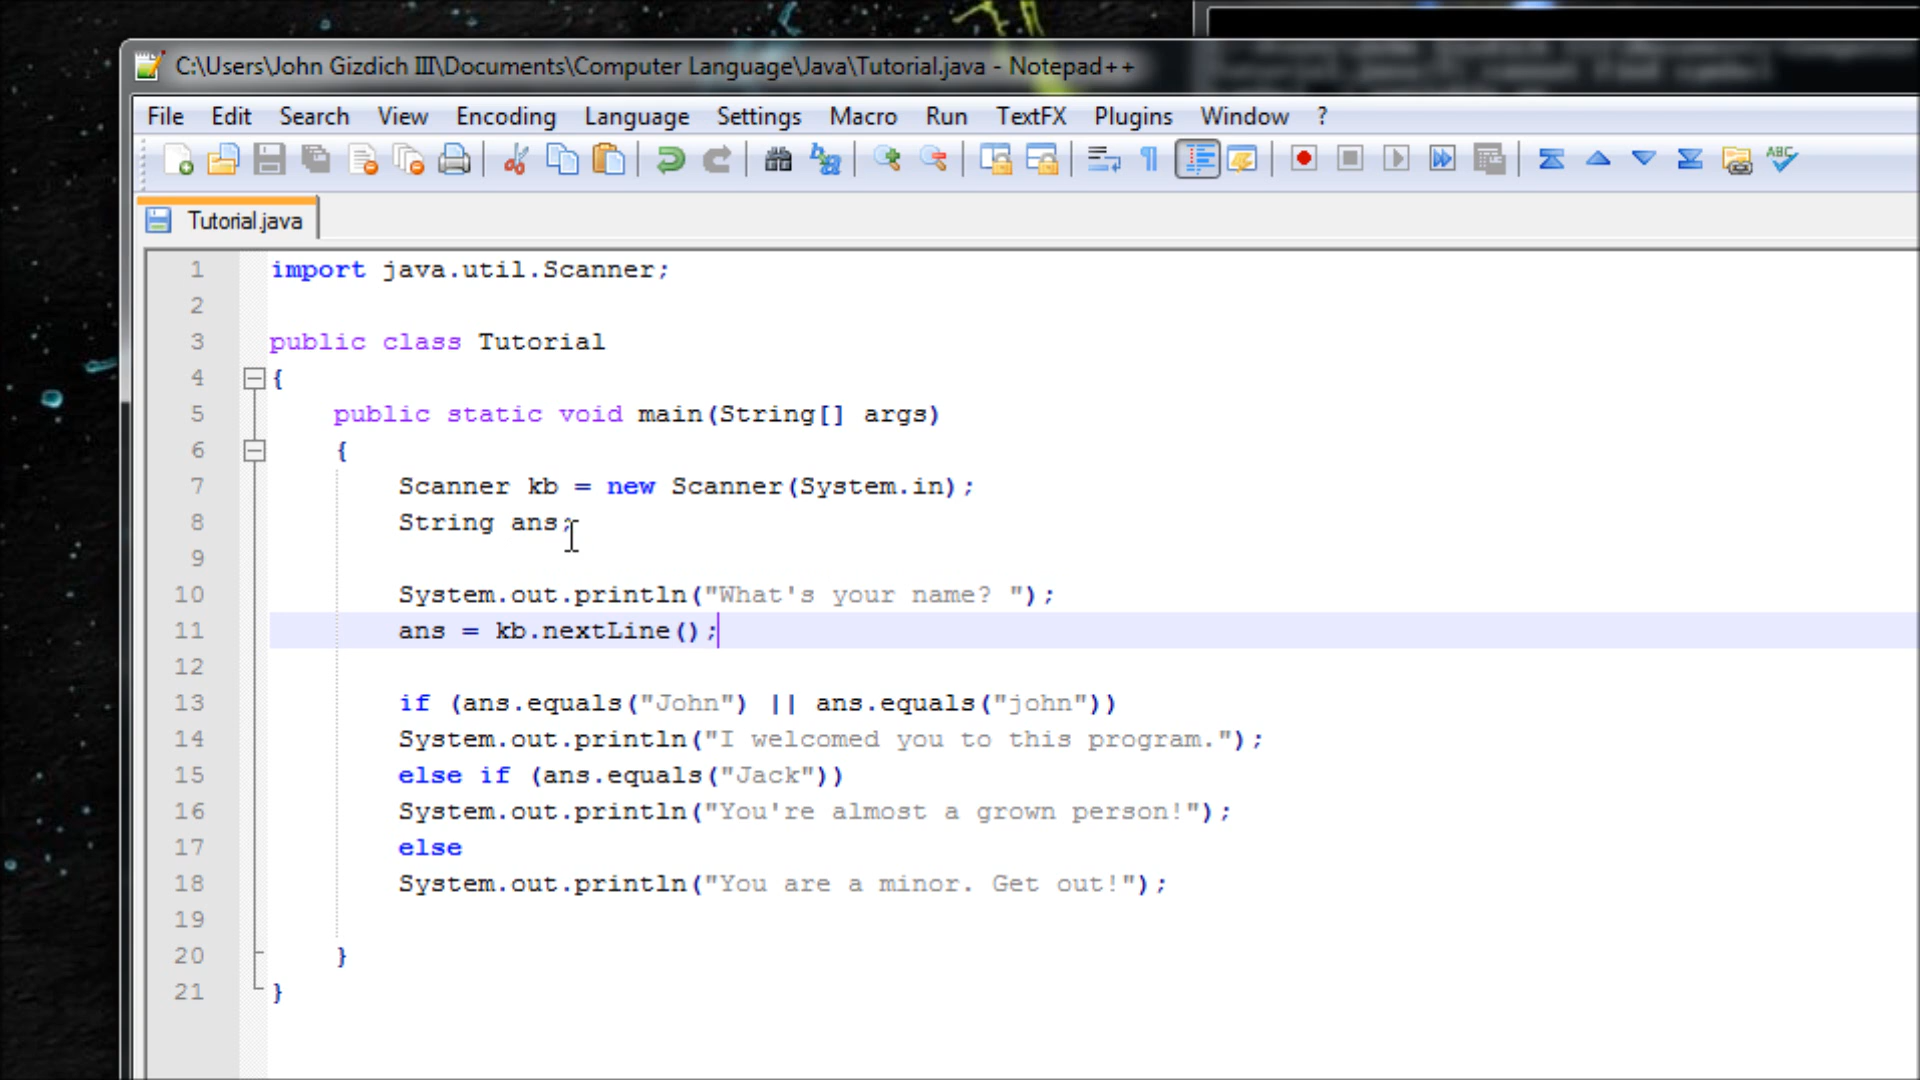 C:\Users\John Gizdich III\Documents\Computer Language\Java\Tutorial.java - Notepad++
File Edit Search View Encoding Language Settings Macro Run TextFX Plugins Window ?
ABC
Tutorial.java
1 import java.util.Scanner;
2
3 public class Tutorial
4 {
5 public static void main(String[] args)
6 {
7 Scanner kb = new Scanner(System.in);
8 String ans;
9
10 System.out.println("What's your name? ");
11 ans = kb.nextLine();
12
13 if (ans.equals("John") || ans.equals("john"))
14 System.out.println("I welcomed you to this program.");
15 else if (ans.equals("Jack"))
16 System.out.println("You're almost a grown person!");
17 else
18 System.out.println("You are a minor. Get out!");
19
20 }
21 }